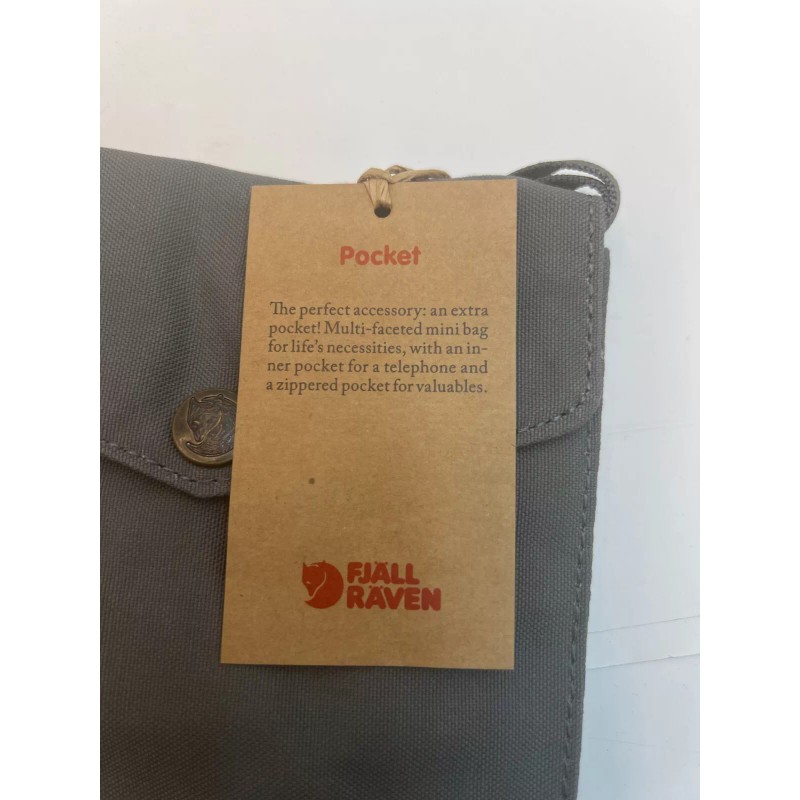 Pocket
The perfect accessory: an extra
pocket! Multi-faceted mini bag
for life's necessities, with an in-
ner pocket for a telephone and
a zippered pocket for valuables.
FJÄLL
RÄVEN